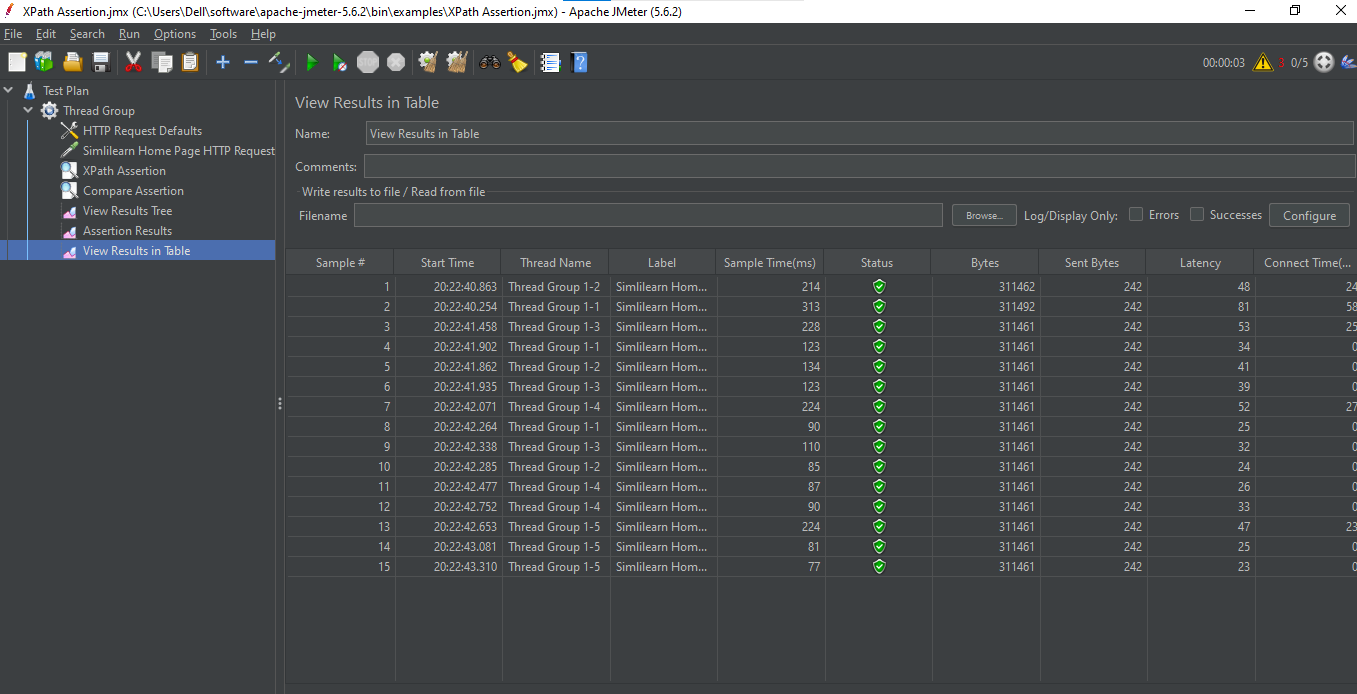 XPath Assertion.jmx (C:\Users\Dell\software\apache-jmeter-5.6.2\bin\examples\XPath Assertion.jmx) - Apache JMeter (5.6.2)
File Edit Search Run Options Tools Help
STOP 00:00:03 3 0/5
Test Plan
Thread Group
HTTP Request Defaults
Simlilearn Home Page HTTP Request
XPath Assertion
Compare Assertion
View Results Tree
Assertion Results
View Results in Table
View Results in Table
Name: View Results in Table
Comments:
Write results to file / Read from file
Filename Browse... Log/Display Only: Errors Successes Configure
Sample # Start Time Thread Name Label Sample Time(ms) Status Bytes Sent Bytes Latency Connect Time(...
1 20:22:40.863 Thread Group 1-2 Simlilearn Hom... 214 311462 242 48 24
2 20:22:40.254 Thread Group 1-1 Simlilearn Hom... 313 311492 242 81 58
3 20:22:41.458 Thread Group 1-3 Simlilearn Hom... 228 311461 242 53 25
4 20:22:41.902 Thread Group 1-1 Simlilearn Hom... 123 311461 242 34 0
5 20:22:41.862 Thread Group 1-2 Simlilearn Hom... 134 311461 242 41 0
6 20:22:41.935 Thread Group 1-3 Simlilearn Hom... 123 311461 242 39 0
7 20:22:42.071 Thread Group 1-4 Simlilearn Hom... 224 311461 242 52 27
8 20:22:42.264 Thread Group 1-1 Simlilearn Hom... 90 311461 242 25 0
9 20:22:42.338 Thread Group 1-3 Simlilearn Hom... 110 311461 242 32 0
10 20:22:42.285 Thread Group 1-2 Simlilearn Hom... 85 311461 242 24 0
11 20:22:42.477 Thread Group 1-4 Simlilearn Hom... 87 311461 242 26 0
12 20:22:42.752 Thread Group 1-4 Simlilearn Hom... 90 311461 242 33 0
13 20:22:42.653 Thread Group 1-5 Simlilearn Hom... 224 311461 242 47 23
14 20:22:43.081 Thread Group 1-5 Simlilearn Hom... 81 311461 242 25 0
15 20:22:43.310 Thread Group 1-5 Simlilearn Hom... 77 311461 242 23 0